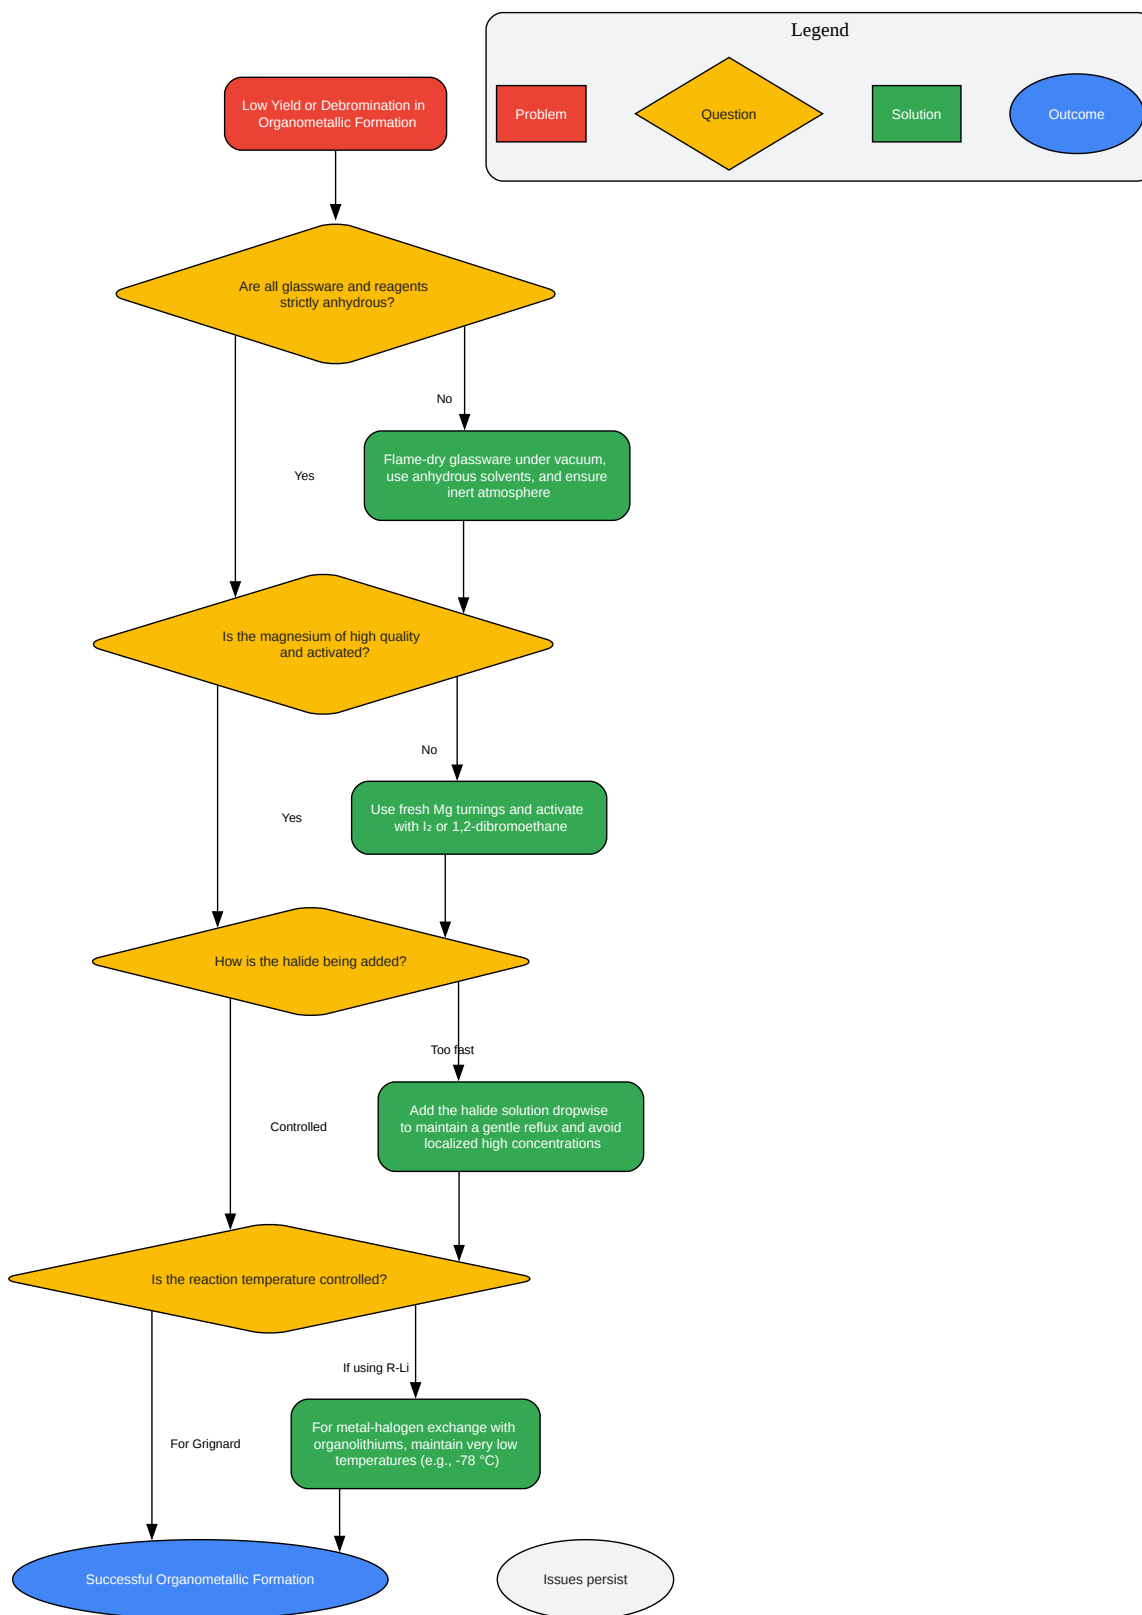 Legend
Problem
Question
Solution
Outcome
Low Yield or Debromination in
Organometallic Formation
Are all glassware and reagents
strictly anhydrous?
No
Yes
Flame-dry glassware under vacuum,
use anhydrous solvents, and ensure
inert atmosphere
Is the magnesium of high quality
and activated?
No
Yes
Use fresh Mg turnings and activate
with I₂ or 1,2-dibromoethane
How is the halide being added?
Too fast
Controlled
Add the halide solution dropwise
to maintain a gentle reflux and avoid
localized high concentrations
Is the reaction temperature controlled?
If using R-Li
For Grignard
For metal-halogen exchange with
organolithiums, maintain very low
temperatures (e.g., -78 °C)
Successful Organometallic Formation
Issues persist